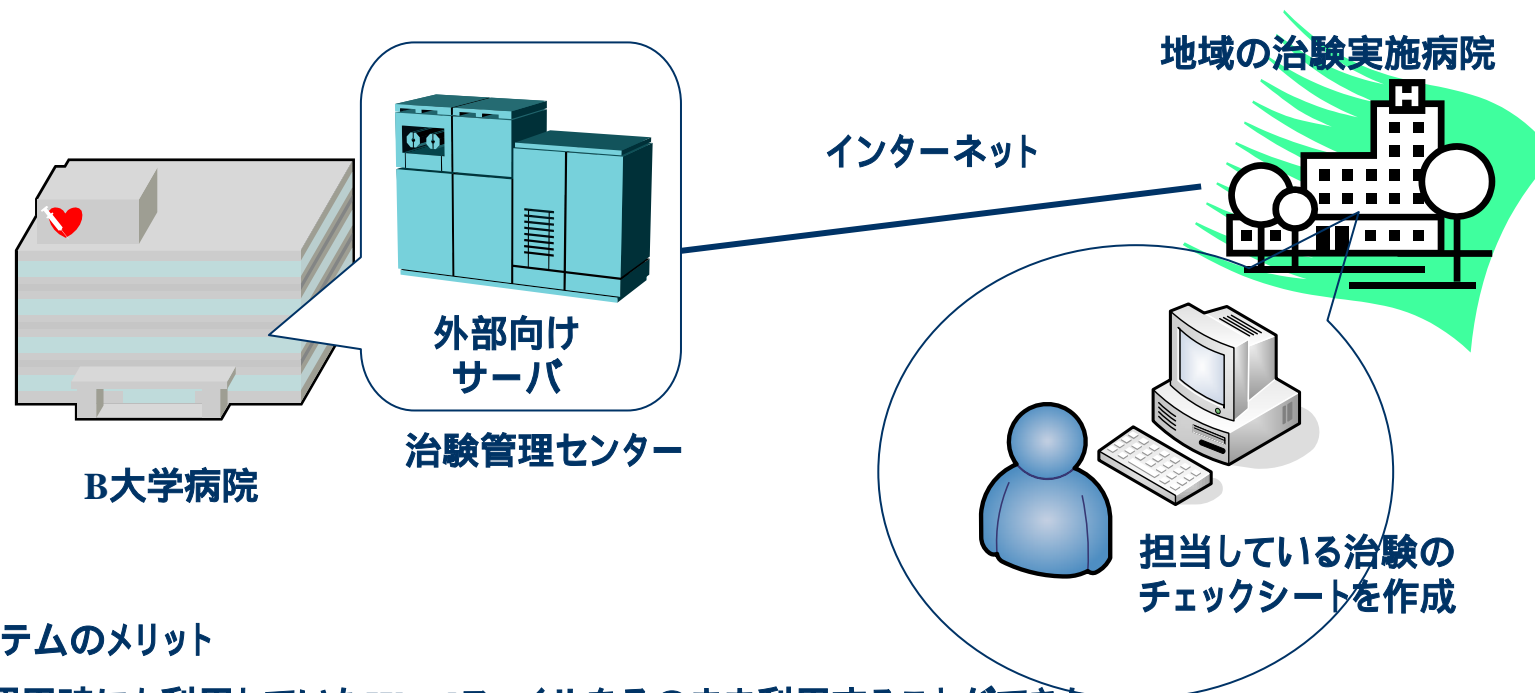 地域の治験実施病院
インターネット
外部向け
サーバ
治験管理センター
B大学病院
担当している治験の
チェックシートを作成
テムのメリット